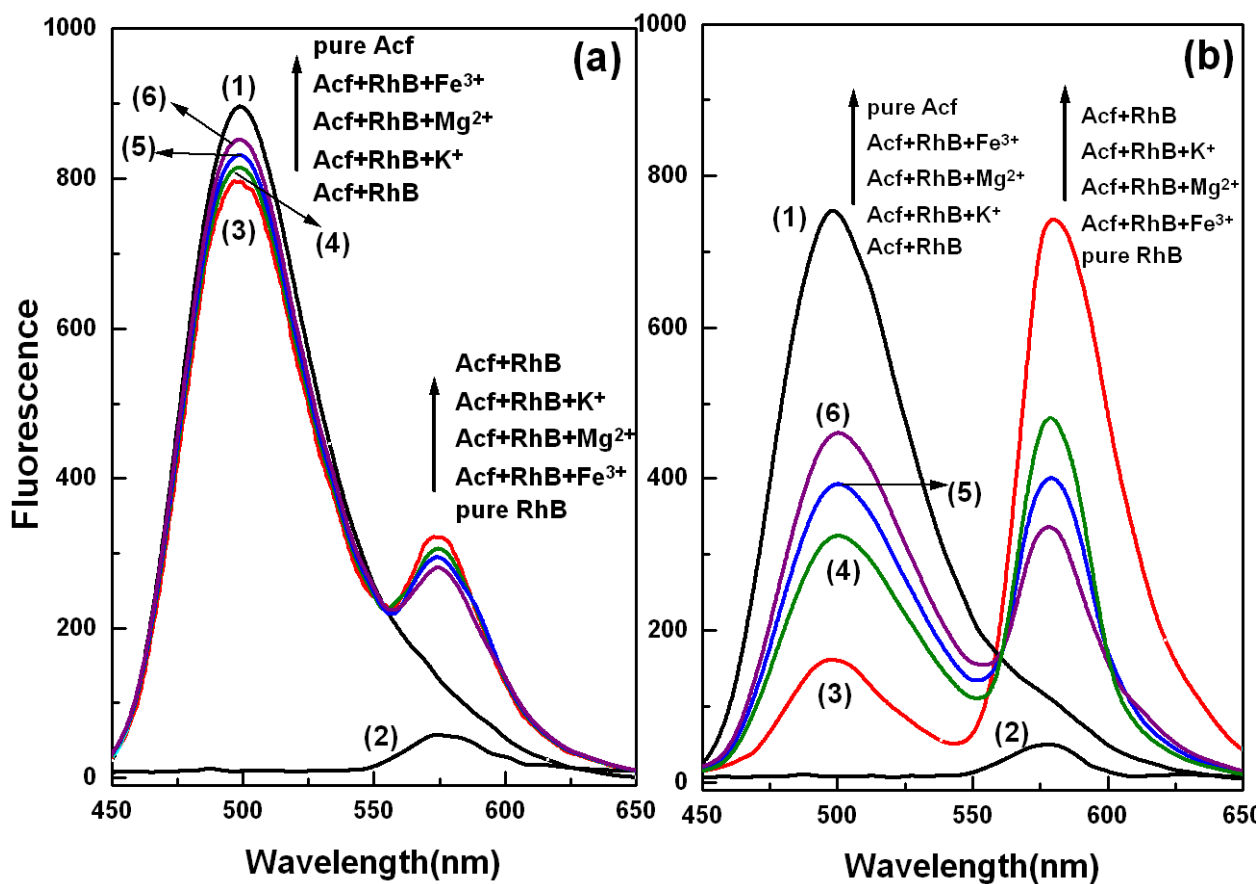 Fluorescence
1000
800
600
400
200
0
450
500
550
600
650
Wavelength(nm)
(a)
pure Acf
Acf+RhB+Fe³⁺
Acf+RhB+Mg²⁺
Acf+RhB+K⁺
Acf+RhB
(1)
(6)
(5)
(3)
(4)
Acf+RhB
Acf+RhB+K⁺
Acf+RhB+Mg²⁺
Acf+RhB+Fe³⁺
pure RhB
(2)
1000
800
600
400
200
0
450
500
550
600
650
Wavelength(nm)
(b)
pure Acf
Acf+RhB+Fe³⁺
Acf+RhB+Mg²⁺
Acf+RhB+K⁺
Acf+RhB
Acf+RhB
Acf+RhB+K⁺
Acf+RhB+Mg²⁺
Acf+RhB+Fe³⁺
pure RhB
(1)
(6)
(5)
(4)
(3)
(2)